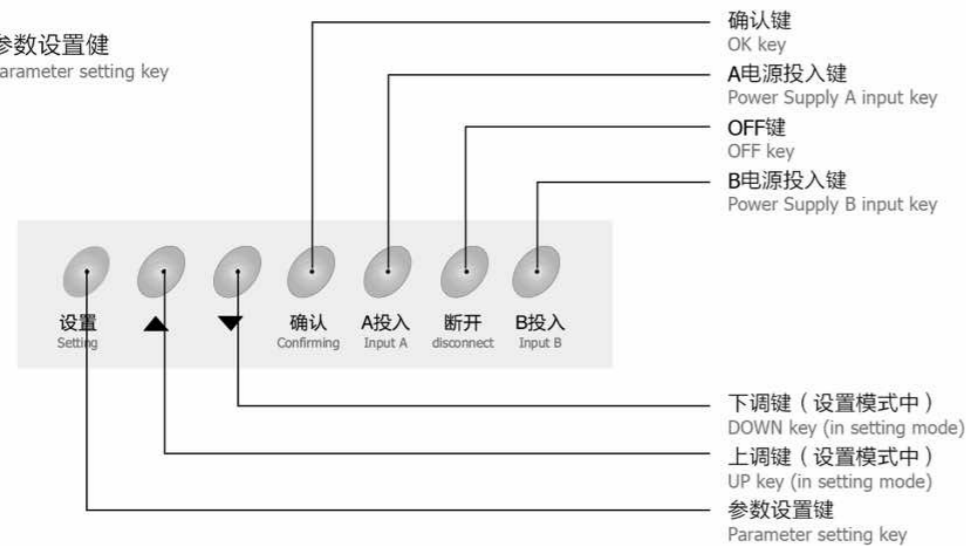 参数设置健
arameter setting key
确认键
OK key
A电源投入键
Power Supply A input key
OFF键
OFF key
B电源投入键
Power Supply B input key
设置 ▲ ▼ 确认 A投入 断开 B投入
Setting Confirming Input A disconnect Input B
下调键（设置模式中）
DOWN key (in setting mode)
上调键（设置模式中）
UP key (in setting mode)
参数设置键
Parameter setting key